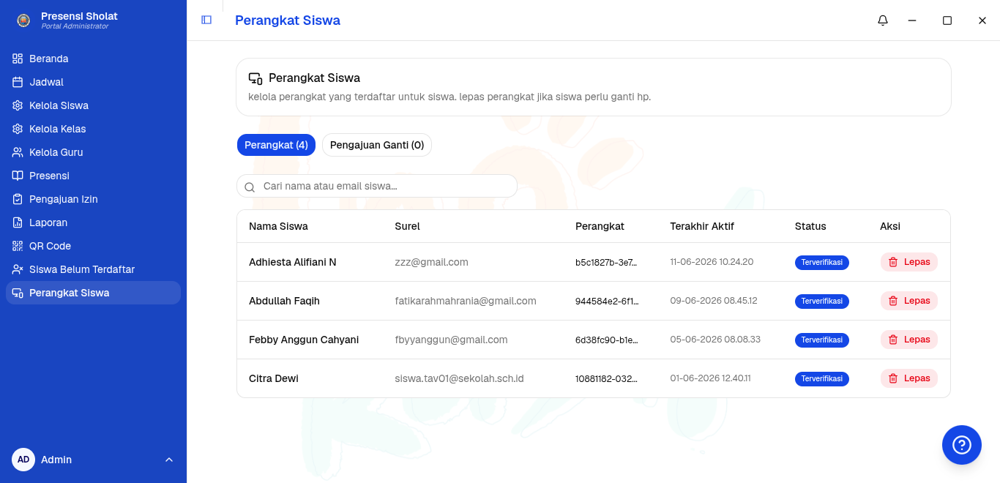 Presensi Sholat
Portal Administrator
Beranda
Jadwal
Kelola Siswa
Kelola Kelas
Kelola Guru
Presensi
Pengajuan Izin
Laporan
QR Code
Siswa Belum Terdaftar
Perangkat Siswa
AD Admin
Perangkat Siswa
Perangkat Siswa
kelola perangkat yang terdaftar untuk siswa. lepas perangkat jika siswa perlu ganti hp.
Perangkat (4) Pengajuan Ganti (0)
Cari nama atau email siswa...
Nama Siswa Surel Perangkat Terakhir Aktif Status Aksi
Adhiesta Alifiani N zzz@gmail.com b5c1827b-3e7... 11-06-2026 10.24.20 Terverifikasi Lepas
Abdullah Faqih fatikarahmahrania@gmail.com 944584e2-6f1... 09-06-2026 08.45.12 Terverifikasi Lepas
Febby Anggun Cahyani fbyyanggun@gmail.com 6d38fc90-b1e... 05-06-2026 08.08.33 Terverifikasi Lepas
Citra Dewi siswa.tav01@sekolah.sch.id 10881182-032... 01-06-2026 12.40.11 Terverifikasi Lepas